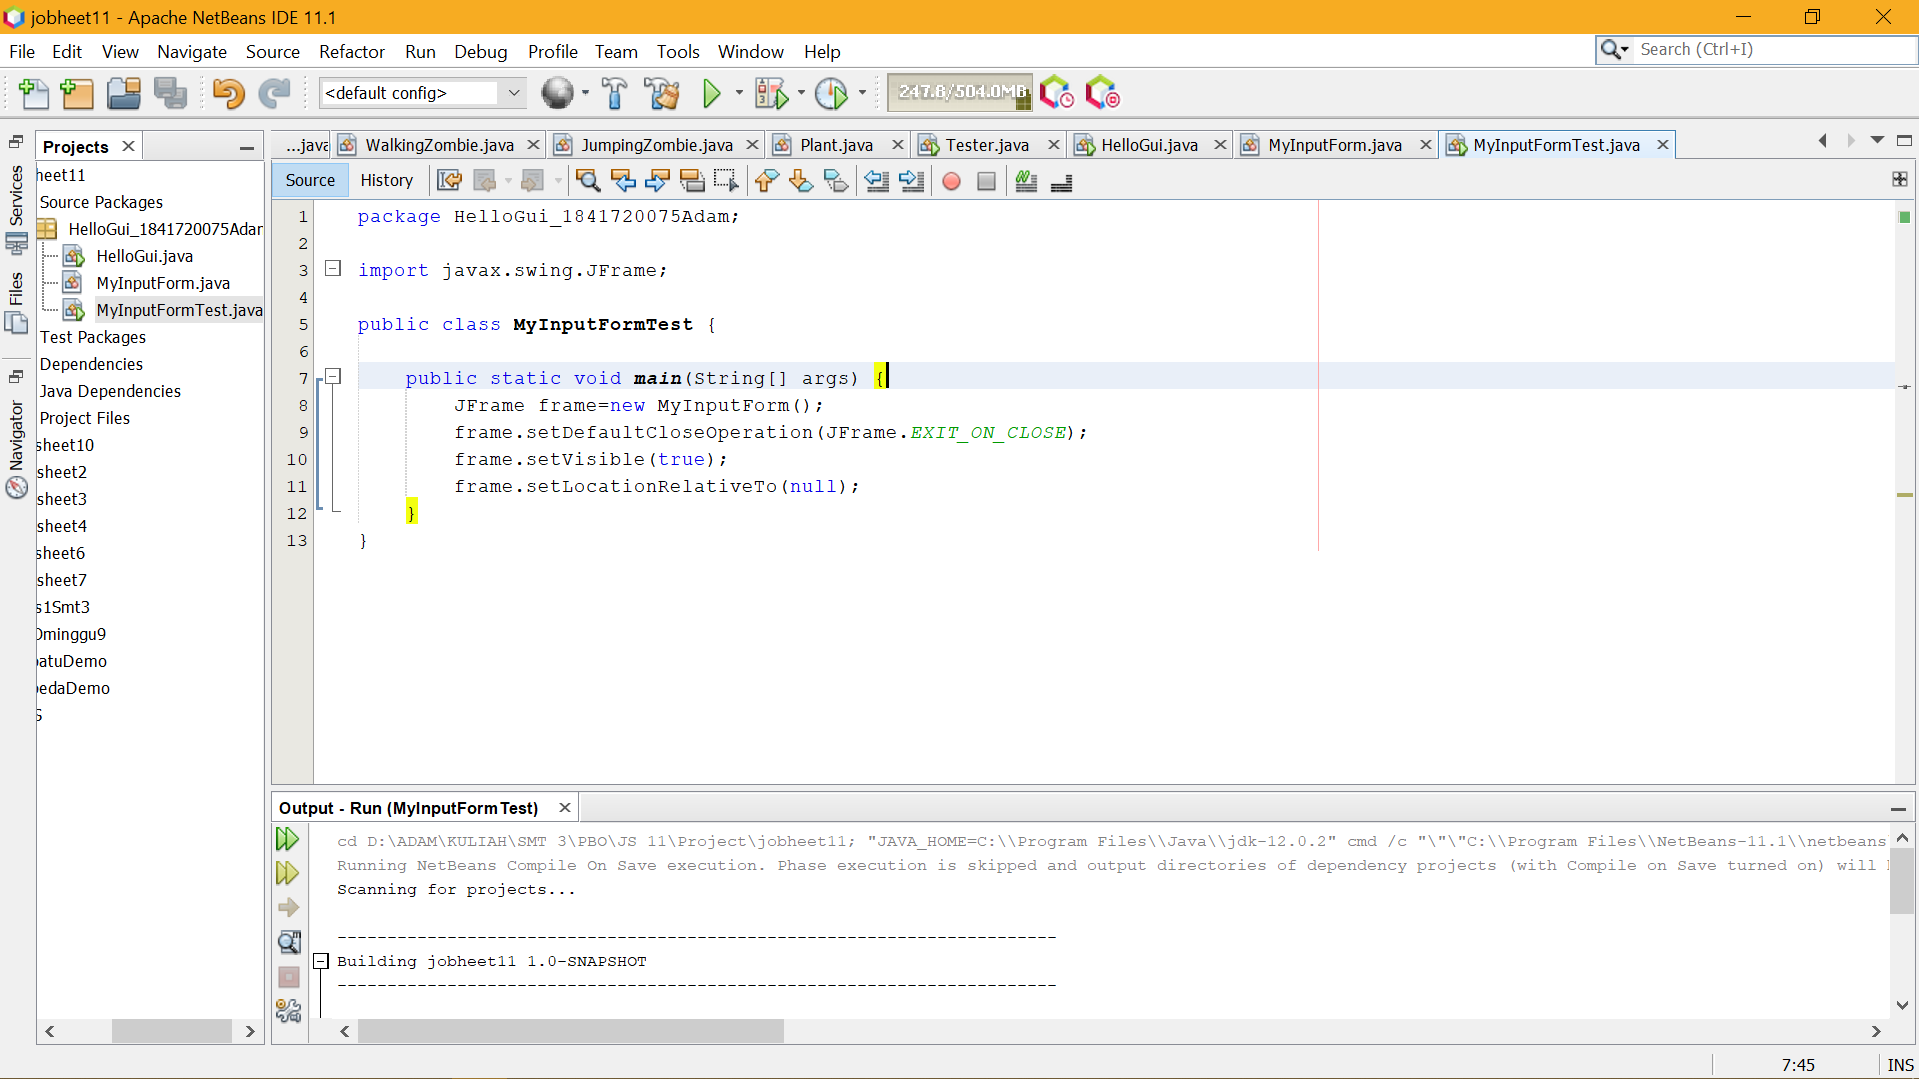 jobheet11 - Apache NetBeans IDE 11.1
File Edit View Navigate Source Refactor Run Debug Profile Team Tools Window Help
Search (Ctrl+I)
<default config>
247.8/504.0MB
Projects
Services
Files
Navigator
heet11
Source Packages
HelloGui_1841720075Adar
HelloGui.java
MyInputForm.java
MyInputFormTest.java
Test Packages
Dependencies
Java Dependencies
Project Files
sheet10
sheet2
sheet3
sheet4
sheet6
sheet7
s1Smt3
0minggu9
patuDemo
pedaDemo
S
...java WalkingZombie.java JumpingZombie.java Plant.java Tester.java HelloGui.java MyInputForm.java MyInputFormTest.java
Source History
1 package HelloGui_1841720075Adam;
2
3 import javax.swing.JFrame;
4
5 public class MyInputFormTest {
6
7 public static void main(String[] args) {
8 JFrame frame=new MyInputForm();
9 frame.setDefaultCloseOperation(JFrame.EXIT_ON_CLOSE);
10 frame.setVisible(true);
11 frame.setLocationRelativeTo(null);
12 }
13 }
Output - Run (MyInputFormTest)
cd D:\ADAM\KULIAH\SMT 3\PBO\JS 11\Project\jobheet11; "JAVA_HOME=C:\\Program Files\\Java\\jdk-12.0.2" cmd /c "\"\"C:\\Program Files\\NetBeans-11.1\\netbeans
Running NetBeans Compile On Save execution. Phase execution is skipped and output directories of dependency projects (with Compile on Save turned on) will
Scanning for projects...
------------------------------------------------------------------------
Building jobheet11 1.0-SNAPSHOT
------------------------------------------------------------------------
7:45 INS